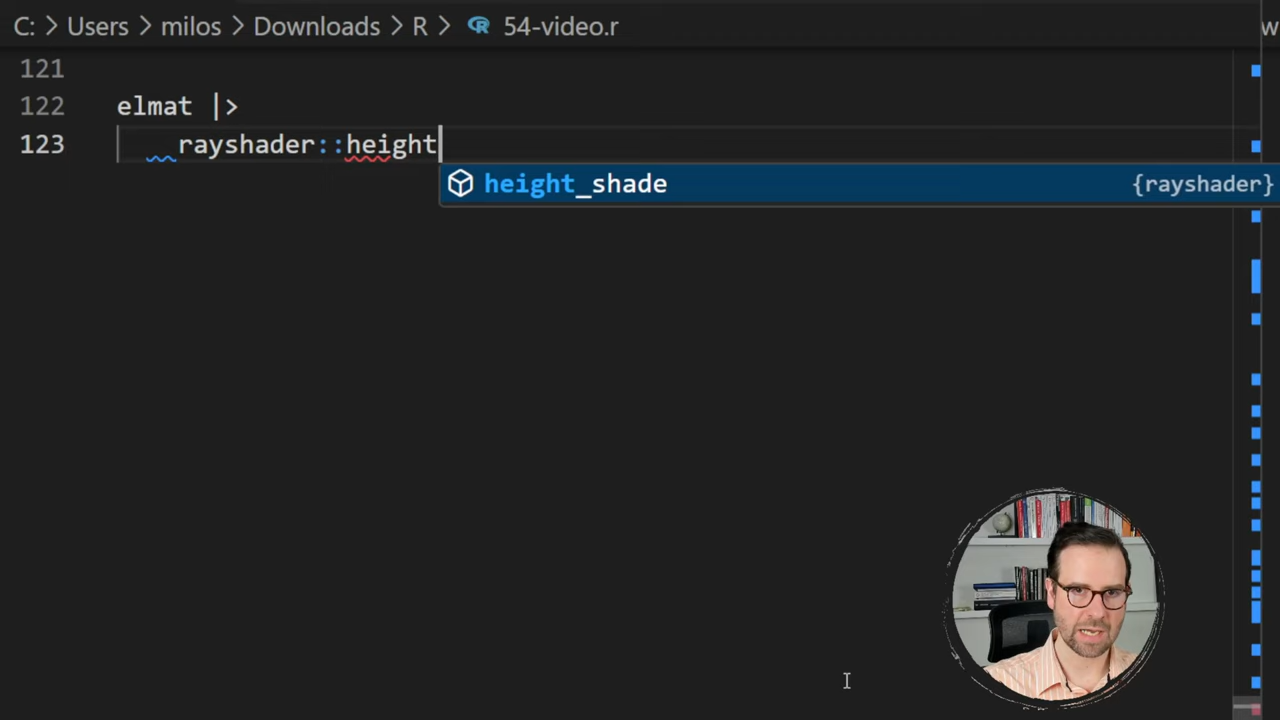 C: > Users > milos > Downloads > R > 54-video.r
w
121
122 elmat |>
123 rayshader::height
height_shade {rayshader}